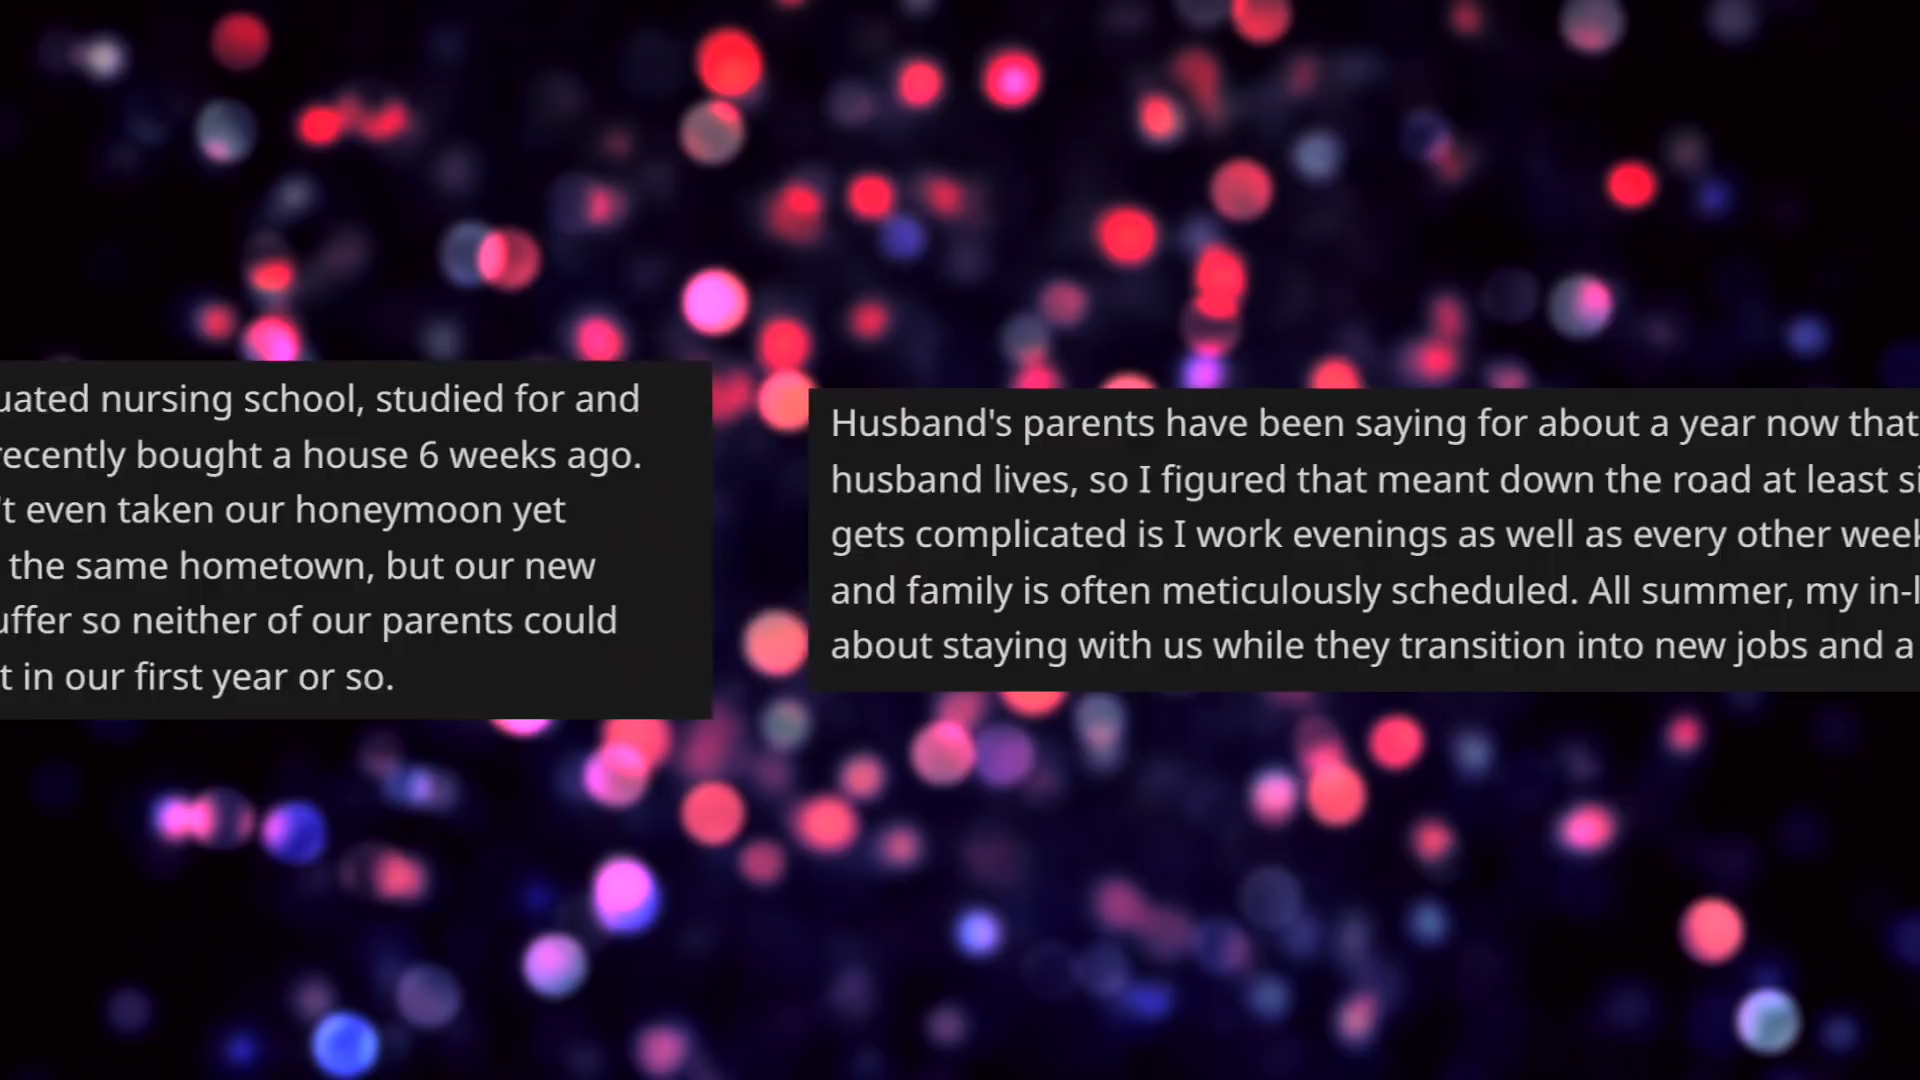 uated nursing school, studied for and
recently bought a house 6 weeks ago.
't even taken our honeymoon yet
the same hometown, but our new
uffer so neither of our parents could
t in our first year or so.
Husband's parents have been saying for about a year now that
husband lives, so I figured that meant down the road at least si
gets complicated is I work evenings as well as every other week
and family is often meticulously scheduled. All summer, my in-l
about staying with us while they transition into new jobs and a